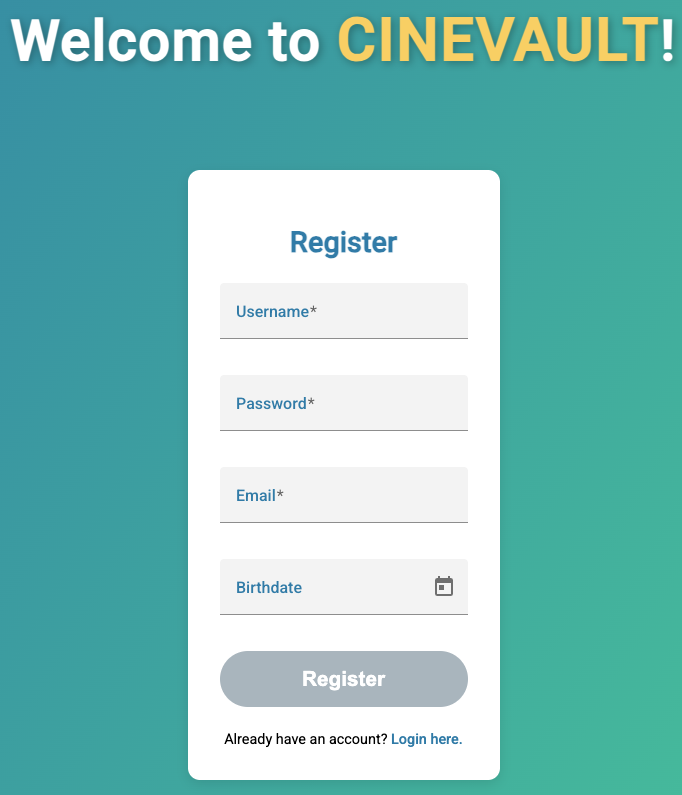 Welcome to CINEVAULT!
Register
Username*
Password*
Email*
Birthdate
Register
Already have an account? Login here.